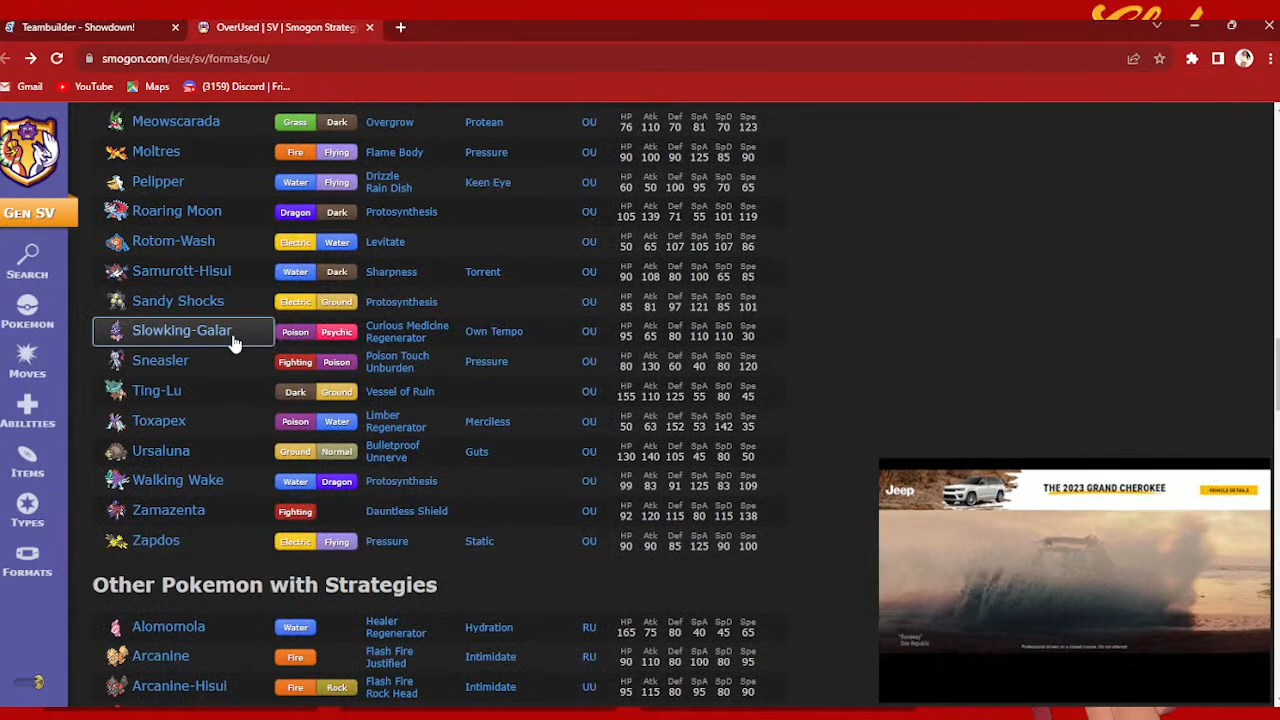 Teambuilder - Showdown!
OverUsed | SV | Smogon Strateg
smogon.com/dex/sv/formats/ou/
Gmail YouTube Maps (3159) Discord | Fri...
GEN SV
SEARCH
POKEMON
MOVES
ABILITIES
ITEMS
TYPES
FORMATS
HP Atk Def SpA SpD Spe
Meowscarada Grass Dark Overgrow Protean OU 76 110 70 81 70 123
HP Atk Def SpA SpD Spe
Moltres Fire Flying Flame Body Pressure OU 90 100 90 125 85 90
Drizzle HP Atk Def SpA SpD Spe
Pelipper Water Flying Rain Dish Keen Eye OU 60 50 100 95 70 65
HP Atk Def SpA SpD Spe
Roaring Moon Dragon Dark Protosynthesis OU 105 139 71 55 101 119
HP Atk Def SpA SpD Spe
Rotom-Wash Electric Water Levitate OU 50 65 107 105 107 86
HP Atk Def SpA SpD Spe
Samurott-Hisui Water Dark Sharpness Torrent OU 90 108 80 100 65 85
HP Atk Def SpA SpD Spe
Sandy Shocks Electric Ground Protosynthesis OU 85 81 97 121 85 101
Curious Medicine HP Atk Def SpA SpD Spe
Slowking-Galar Poison Psychic Regenerator Own Tempo OU 95 65 80 110 110 30
Poison Touch HP Atk Def SpA SpD Spe
Sneasler Fighting Poison Unburden Pressure OU 80 130 60 40 80 120
HP Atk Def SpA SpD Spe
Ting-Lu Dark Ground Vessel of Ruin OU 155 110 125 55 80 45
Limber HP Atk Def SpA SpD Spe
Toxapex Poison Water Regenerator Merciless OU 50 63 152 53 142 35
Bulletproof HP Atk Def SpA SpD Spe
Ursaluna Ground Normal Unnerve Guts OU 130 140 105 45 80 50
HP Atk Def SpA SpD Spe
Walking Wake Water Dragon Protosynthesis OU 99 83 91 125 83 109
HP Atk Def SpA SpD Spe
Zamazenta Fighting Dauntless Shield OU 92 120 115 80 115 138
HP Atk Def SpA SpD Spe
Zapdos Electric Flying Pressure Static OU 90 90 85 125 90 100
Other Pokemon with Strategies
Healer HP Atk Def SpA SpD Spe
Alomomola Water Regenerator Hydration RU 165 75 80 40 45 65
Flash Fire HP Atk Def SpA SpD Spe
Arcanine Fire Justified Intimidate RU 90 110 80 100 80 95
Flash Fire HP Atk Def SpA SpD Spe
Arcanine-Hisui Fire Rock Rock Head Intimidate UU 95 115 80 95 80 90
Jeep THE 2023 GRAND CHEROKEE VEHICLE DETAILS
"Runaway"
One Republic
Professional drivers on a closed course. Do not attempt.